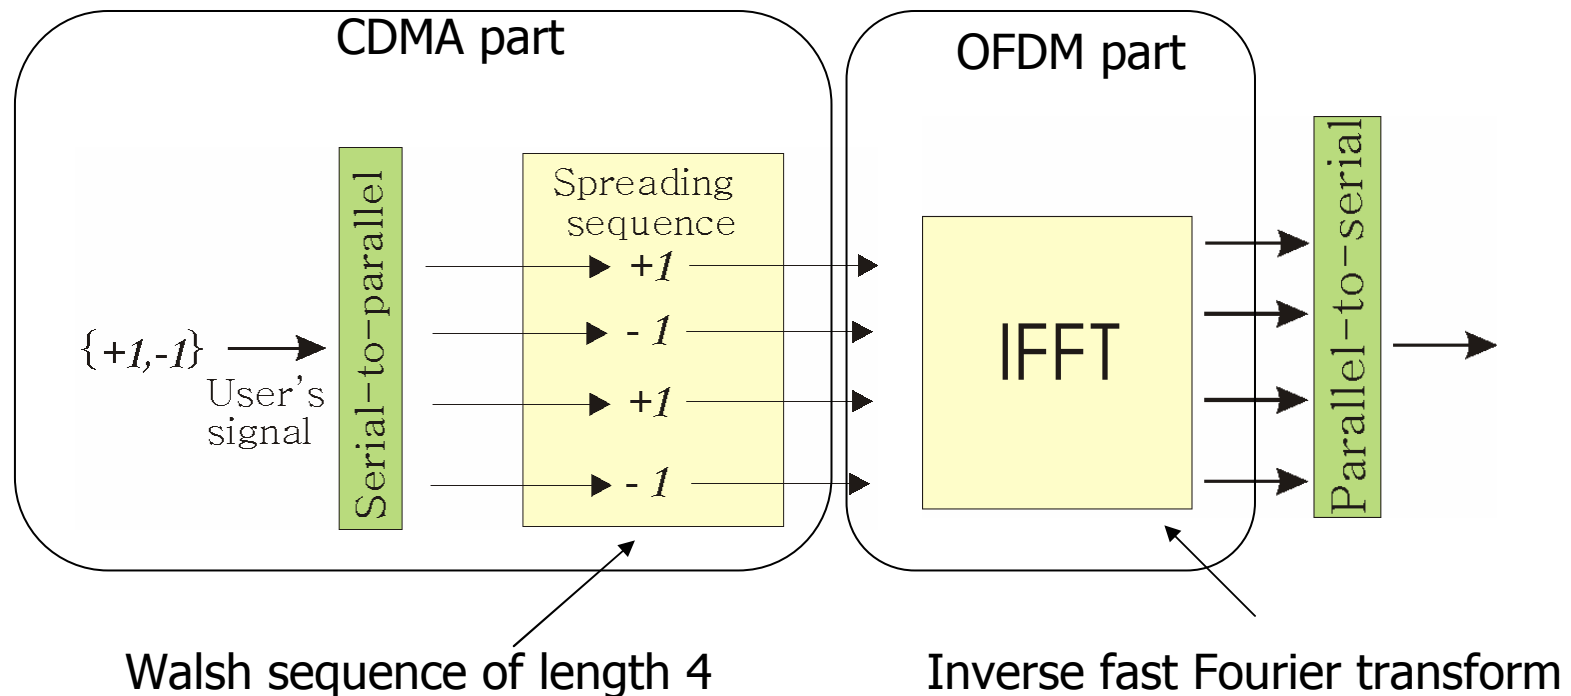 CDMA part
OFDM part
{+1,-1}
User's
signal
Serial-to-parallel
Spreading
sequence
+1
- 1
+1
- 1
IFFT
Parallel-to-serial
Walsh sequence of length 4
Inverse fast Fourier transform